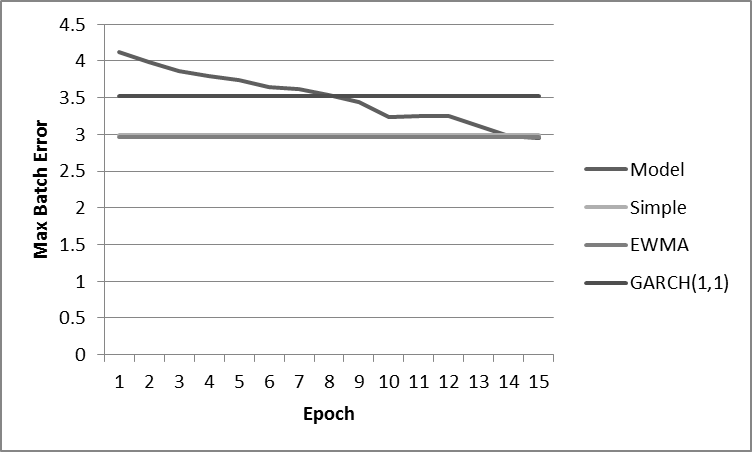 Max Batch Error
4.5
4
3.5
3
2.5
2
1.5
1
0.5
0
1 2 3 4 5 6 7 8 9 10 11 12 13 14 15
Epoch
Model
Simple
EWMA
GARCH(1,1)